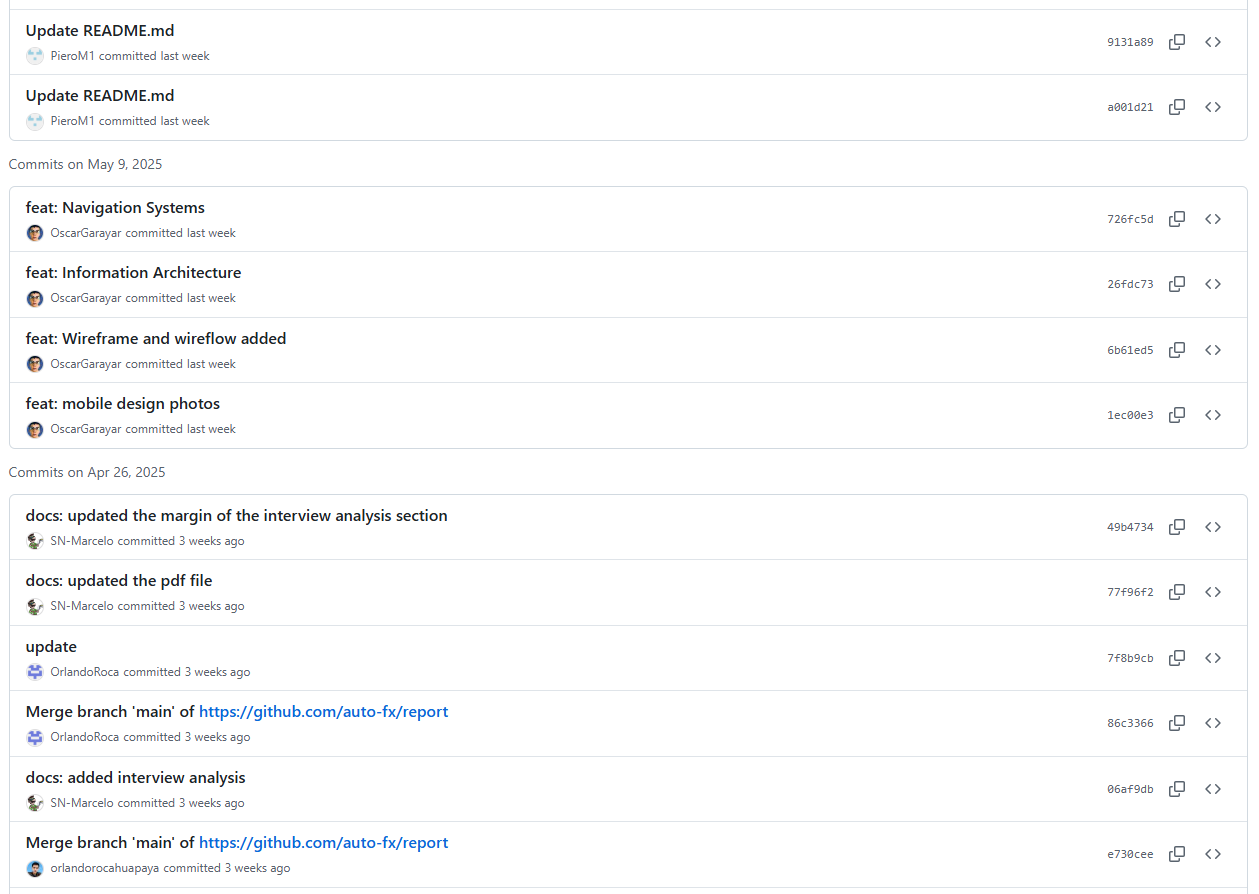 Update README.md
9131a89
PieroM1 committed last week
Update README.md
a001d21
PieroM1 committed last week
Commits on May 9, 2025
feat: Navigation Systems
726fc5d
OscarGarayar committed last week
feat: Information Architecture
26fdc73
OscarGarayar committed last week
feat: Wireframe and wireflow added
6b61ed5
OscarGarayar committed last week
feat: mobile design photos
1ec00e3
OscarGarayar committed last week
Commits on Apr 26, 2025
docs: updated the margin of the interview analysis section
49b4734
SN-Marcelo committed 3 weeks ago
docs: updated the pdf file
77f96f2
SN-Marcelo committed 3 weeks ago
update
7f8b9cb
OrlandoRoca committed 3 weeks ago
Merge branch 'main' of https://github.com/auto-fx/report
86c3366
OrlandoRoca committed 3 weeks ago
docs: added interview analysis
06af9db
SN-Marcelo committed 3 weeks ago
Merge branch 'main' of https://github.com/auto-fx/report
e730cee
orlandorocahuapaya committed 3 weeks ago